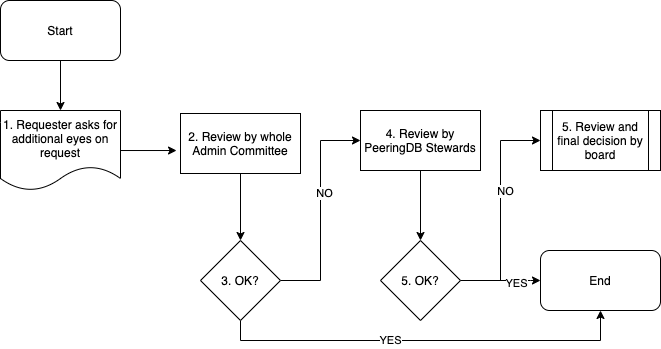 Start
1. Requester asks for
additional eyes on
request
2. Review by whole
Admin Committee
3. OK?
NO
YES
4. Review by
PeeringDB Stewards
5. OK?
NO
YES
5. Review and
final decision by
board
End